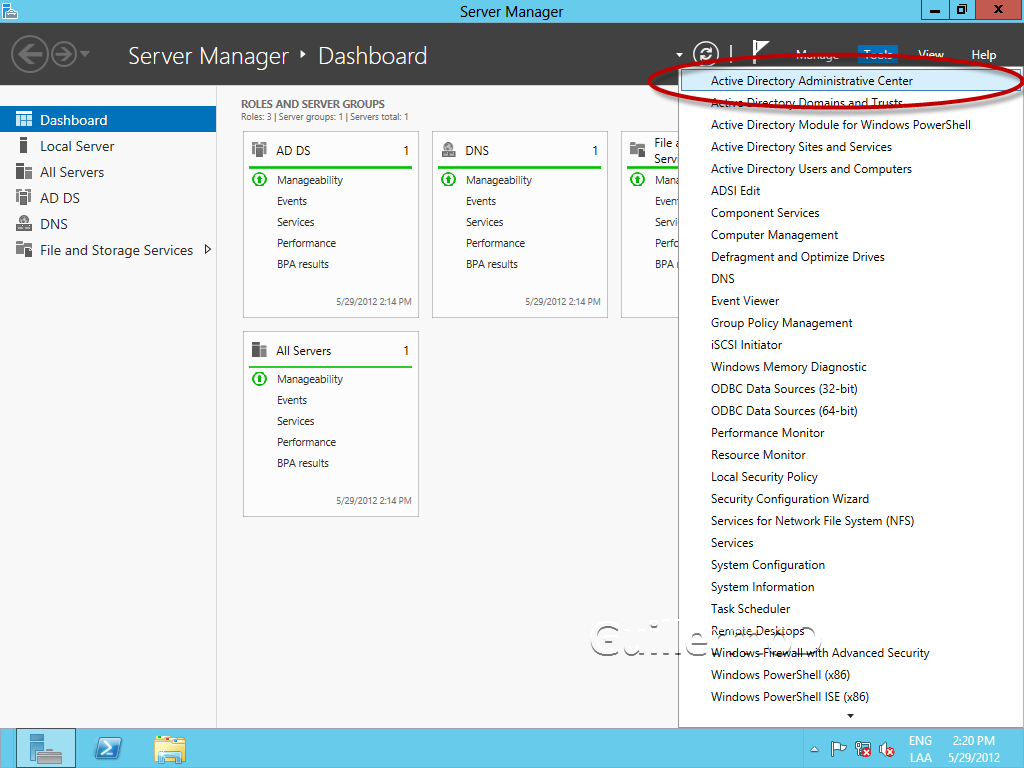 Server Manager
Server Manager ‣ Dashboard
Manage Tools View Help
Dashboard
Local Server
All Servers
AD DS
DNS
File and Storage Services
ROLES AND SERVER GROUPS
Roles: 3 | Server groups: 1 | Servers total: 1
AD DS 1
Manageability
Events
Services
Performance
BPA results
5/29/2012 2:14 PM
DNS 1
Manageability
Events
Services
Performance
BPA results
5/29/2012 2:14 PM
File a
Serv
Mana
Even
Servi
Perfo
BPA
All Servers 1
Manageability
Events
Services
Performance
BPA results
5/29/2012 2:14 PM
Active Directory Administrative Center
Active Directory Domains and Trusts
Active Directory Module for Windows PowerShell
Active Directory Sites and Services
Active Directory Users and Computers
ADSI Edit
Component Services
Computer Management
Defragment and Optimize Drives
DNS
Event Viewer
Group Policy Management
iSCSI Initiator
Windows Memory Diagnostic
ODBC Data Sources (32-bit)
ODBC Data Sources (64-bit)
Performance Monitor
Resource Monitor
Local Security Policy
Security Configuration Wizard
Services for Network File System (NFS)
Services
System Configuration
System Information
Task Scheduler
Remote Desktops
Windows Firewall with Advanced Security
Windows PowerShell (x86)
Windows PowerShell ISE (x86)
ENG 2:20 PM
LAA 5/29/2012